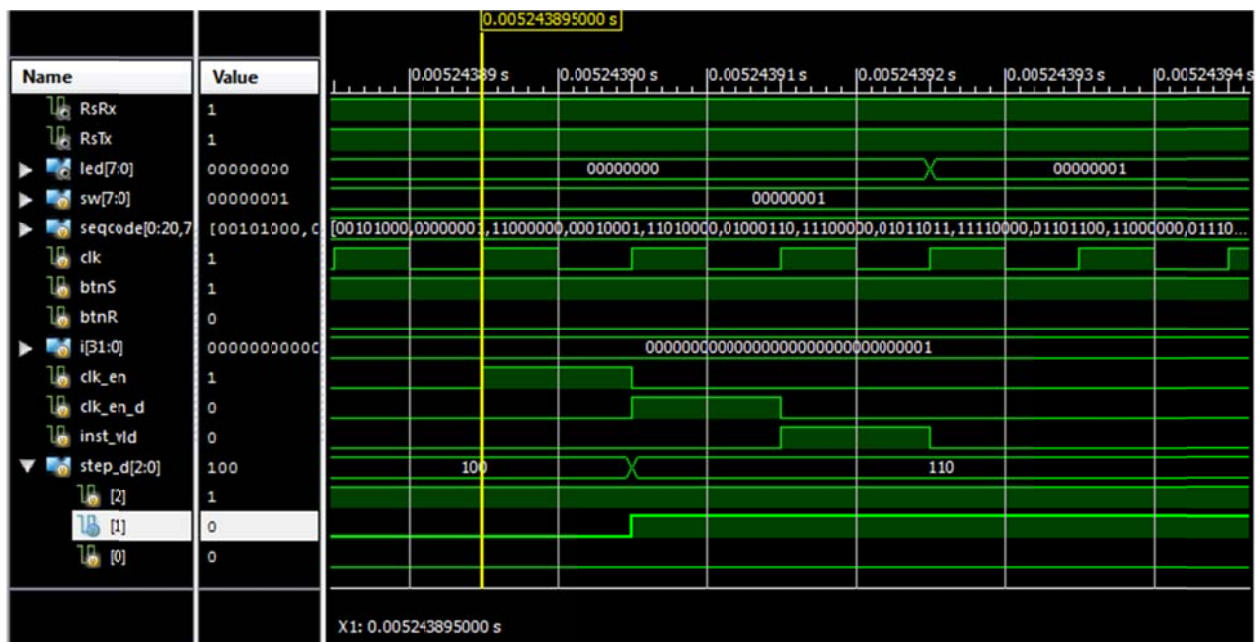 0.005243895000 s
Name Value 0.00524389 s 0.00524390 s 0.00524391 s 0.00524392 s 0.00524393 s 0.00524394 s
RsRx 1
RsTx 1
led[7:0] 00000000 00000000 00000001
sw[7:0] 00000001 00000001
seqcode[0:20,7 [00101000,0 [00101000,00000001,11000000,00010001,11010000,01000110,11100000,01011011,11110000,01101100,11000000,01110...
clk 1
btnS 1
btnR 0
i[31:0] 00000000000 00000000000000000000000000000001
clk_en 1
clk_en_d 0
inst_vld 0
step_d[2:0] 100 100 110
[2] 1
[1] 0
[0] 0
X1: 0.005243895000 s